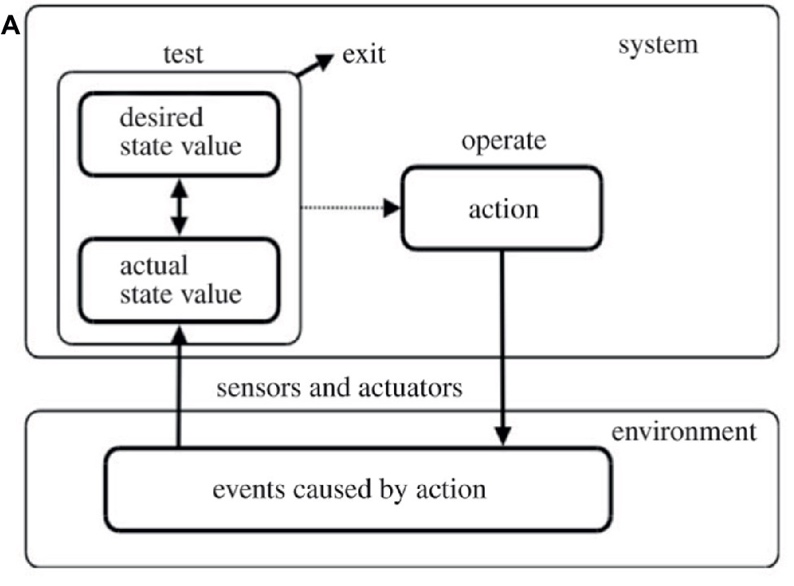 A
system
test
exit
desired
state value
operate
action
actual
state value
sensors and actuators
environment
events caused by action